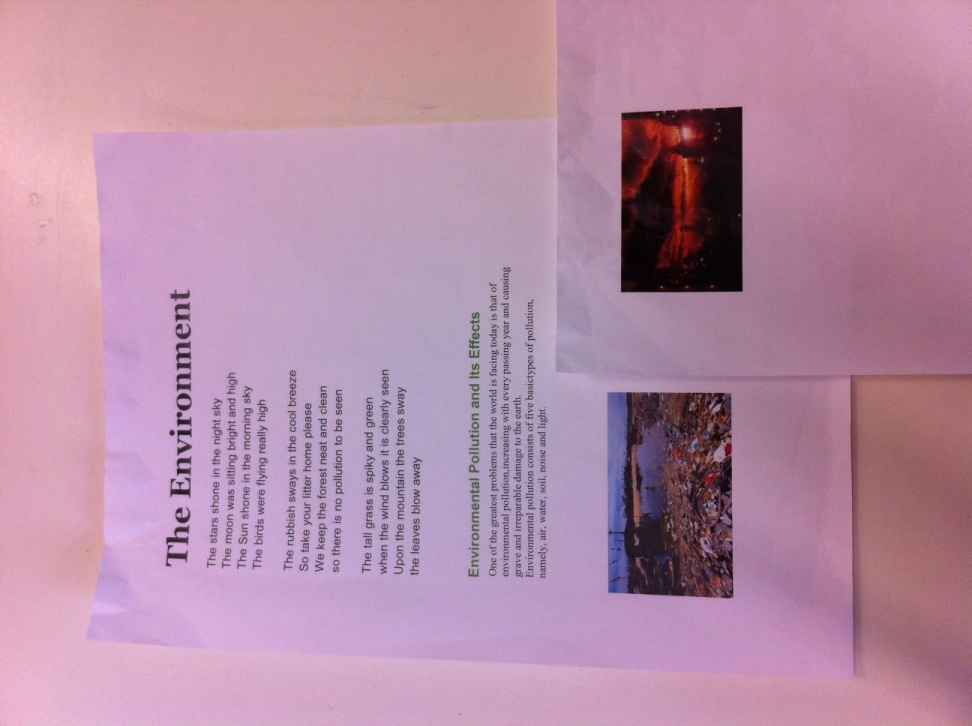 The Environment
The stars shone in the night sky
The moon was sitting bright and high
The Sun shone in the morning sky
The birds were flying really high
The rubbish sways in the cool breeze
So take your litter home please
We keep the forest neat and clean
so there is no pollution to be seen
The tall grass is spiky and green
when the wind blows it is clearly seen
Upon the mountain the trees sway
the leaves blow away
Environmental Pollution and Its Effects
One of the greatest problems that the world is facing today is that of
environmental pollution,increasing with every passing year and causing
grave and irreparable damage to the earth.
Environmental pollution consists of five basictypes of pollution,
namely, air, water, soil, noise and light.